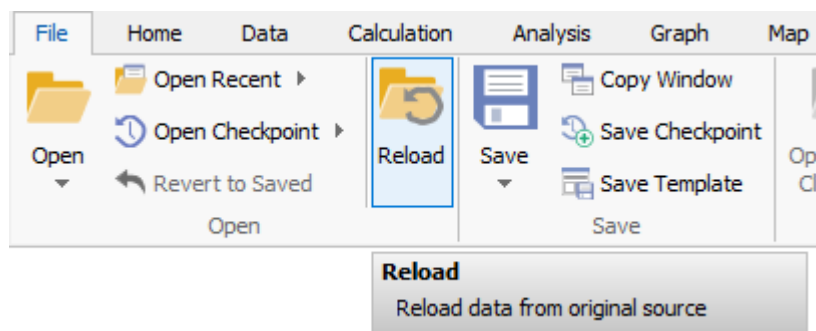 File Home Data Calculation Analysis Graph Map
Open Recent
Open Checkpoint
Revert to Saved
Open
Reload
Save
Copy Window
Save Checkpoint
Save Template
Open
Save
Reload
Reload data from original source